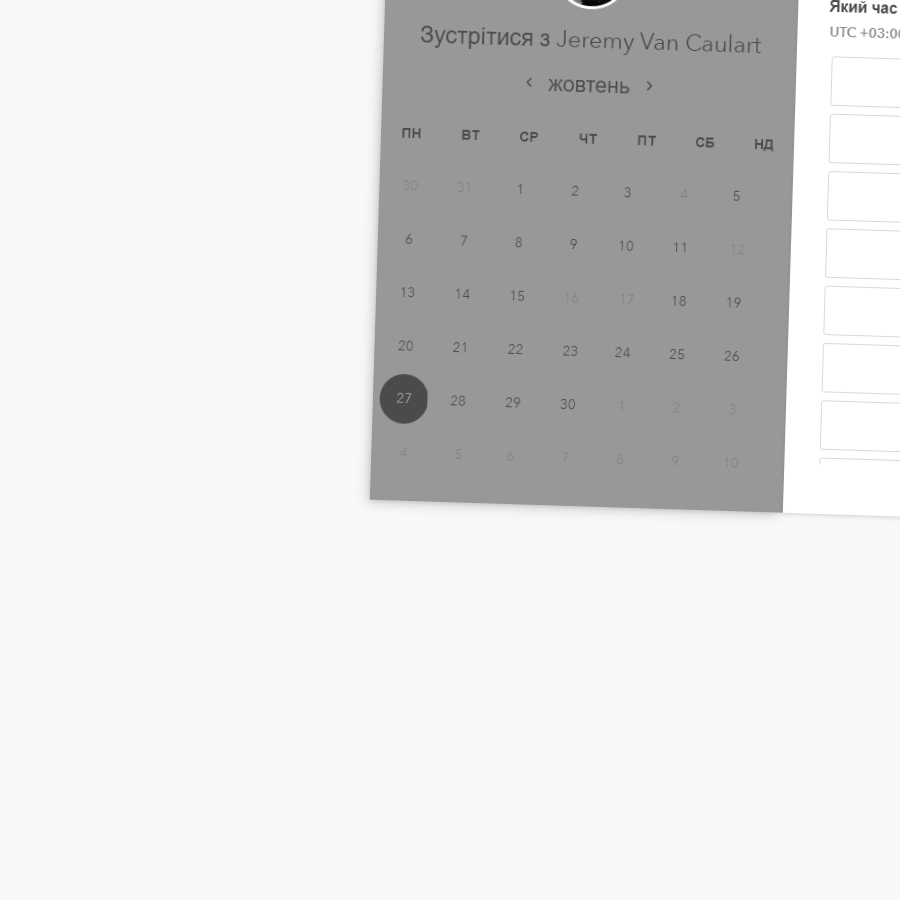 Зустрітися з Jeremy Van Caulart
жовтень
ПН ВТ СР ЧТ ПТ СБ НД
30 31 1 2 3 4 5
6 7 8 9 10 11 12
13 14 15 16 17 18 19
20 21 22 23 24 25 26
27 28 29 30 1 2 3
4 5 6 7 8 9 10
Який час
UTC +03:00